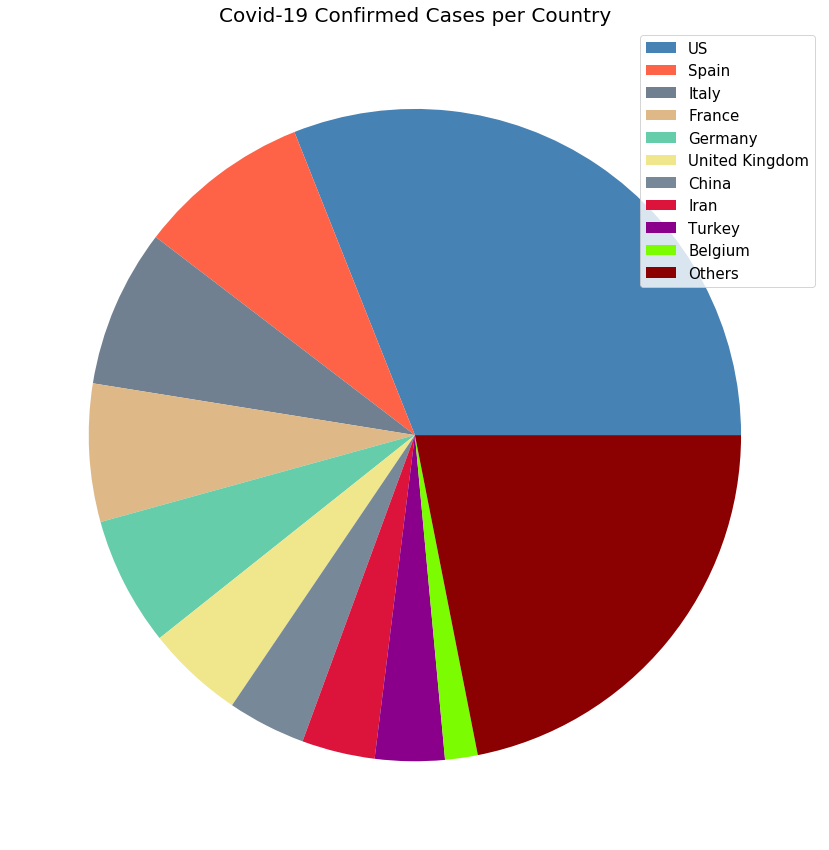 Covid-19 Confirmed Cases per Country
US
Spain
Italy
France
Germany
United Kingdom
China
Iran
Turkey
Belgium
Others